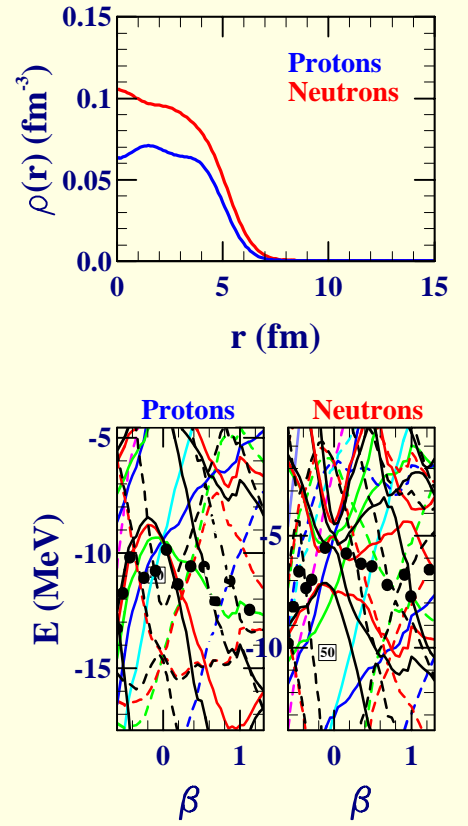 0.15
Protons
Neutrons
0.1
0.05
0.0
ρ(r) (fm⁻³)
0 5 10 15
r (fm)
Protons Neutrons
-5
-10
-15
E (MeV)
-5
-10
50
0 1 0 1
β β